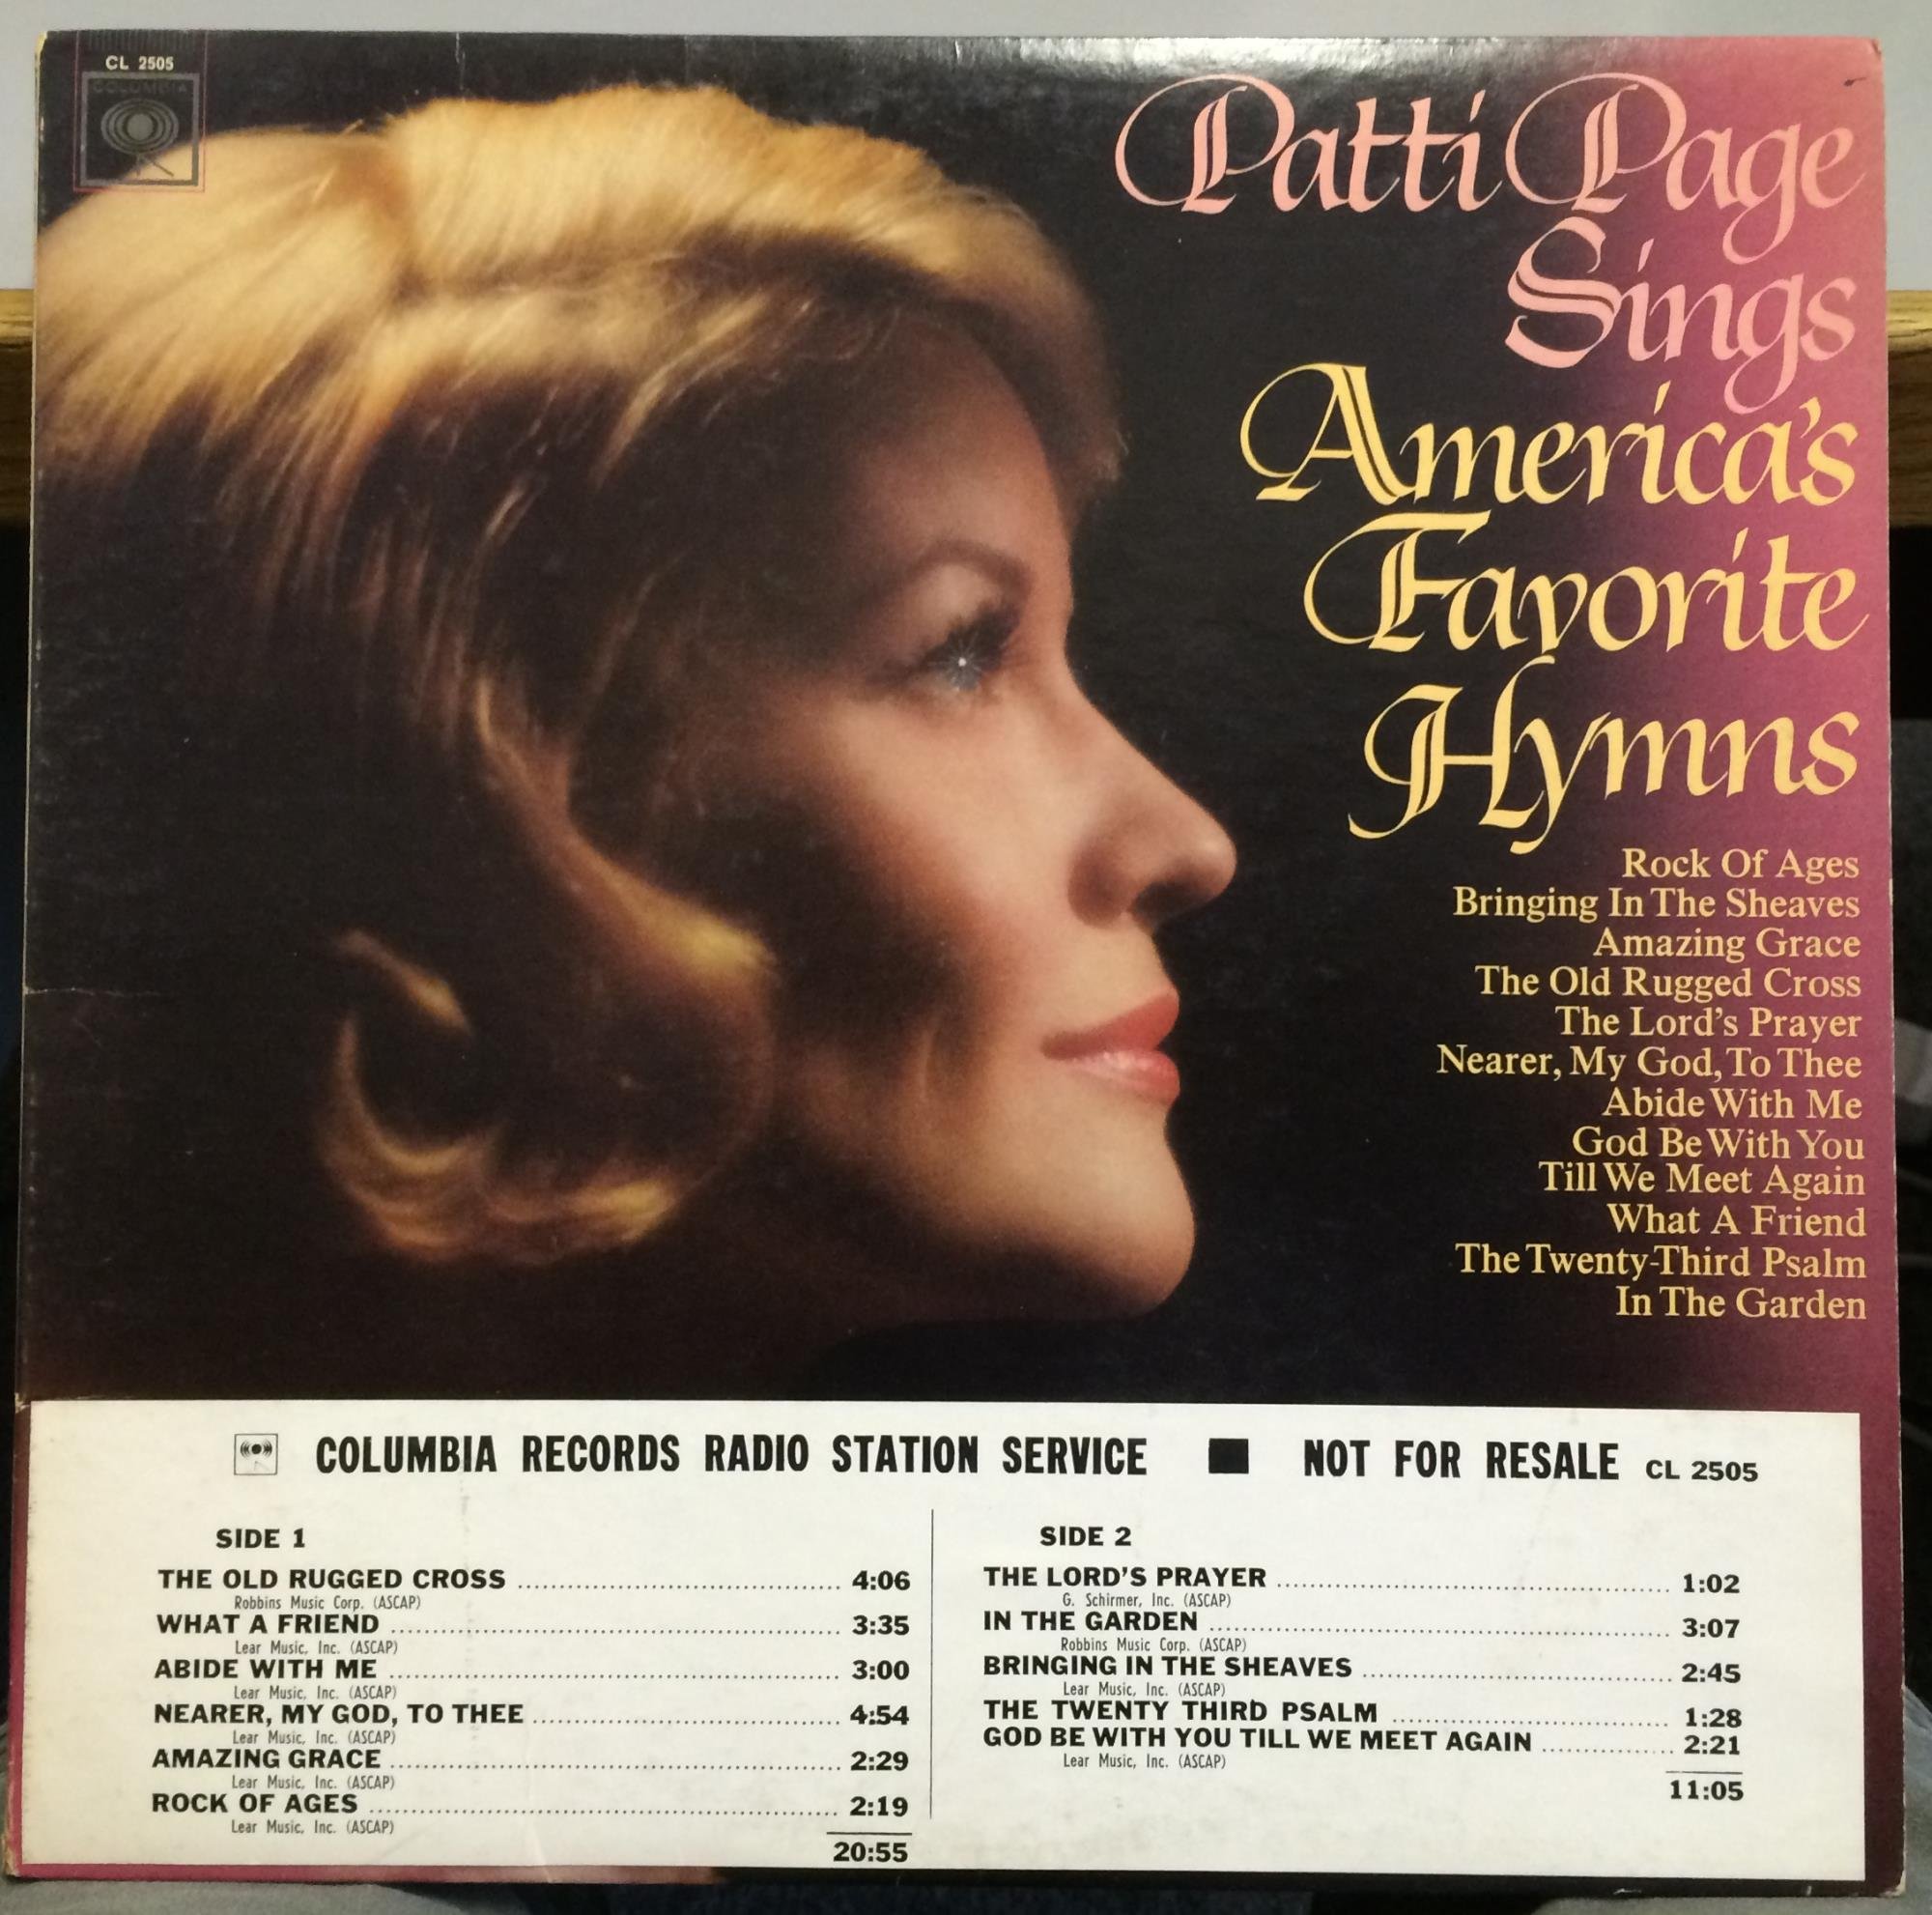 CL 2505
COLUMBIA
Patti Page
Sings
America's
Favorite
Hymns
Rock Of Ages
Bringing In The Sheaves
Amazing Grace
The Old Rugged Cross
The Lord's Prayer
Nearer, My God, To Thee
Abide With Me
God Be With You
Till We Meet Again
What A Friend
The Twenty-Third Psalm
In The Garden
COLUMBIA RECORDS RADIO STATION SERVICE ■ NOT FOR RESALE CL 2505
SIDE 1
THE OLD RUGGED CROSS ........ 4:06
Robbins Music Corp. (ASCAP)
WHAT A FRIEND ........ 3:35
Lear Music, Inc. (ASCAP)
ABIDE WITH ME ........ 3:00
Lear Music, Inc. (ASCAP)
NEARER, MY GOD, TO THEE ........ 4:54
Lear Music, Inc. (ASCAP)
AMAZING GRACE ........ 2:29
Lear Music, Inc. (ASCAP)
ROCK OF AGES ........ 2:19
Lear Music, Inc. (ASCAP)
20:55
SIDE 2
THE LORD'S PRAYER ........ 1:02
G. Schirmer, Inc. (ASCAP)
IN THE GARDEN ........ 3:07
Robbins Music Corp. (ASCAP)
BRINGING IN THE SHEAVES ........ 2:45
Lear Music, Inc. (ASCAP)
THE TWENTY THIRD PSALM ........ 1:28
GOD BE WITH YOU TILL WE MEET AGAIN ........ 2:21
Lear Music, Inc. (ASCAP)
11:05